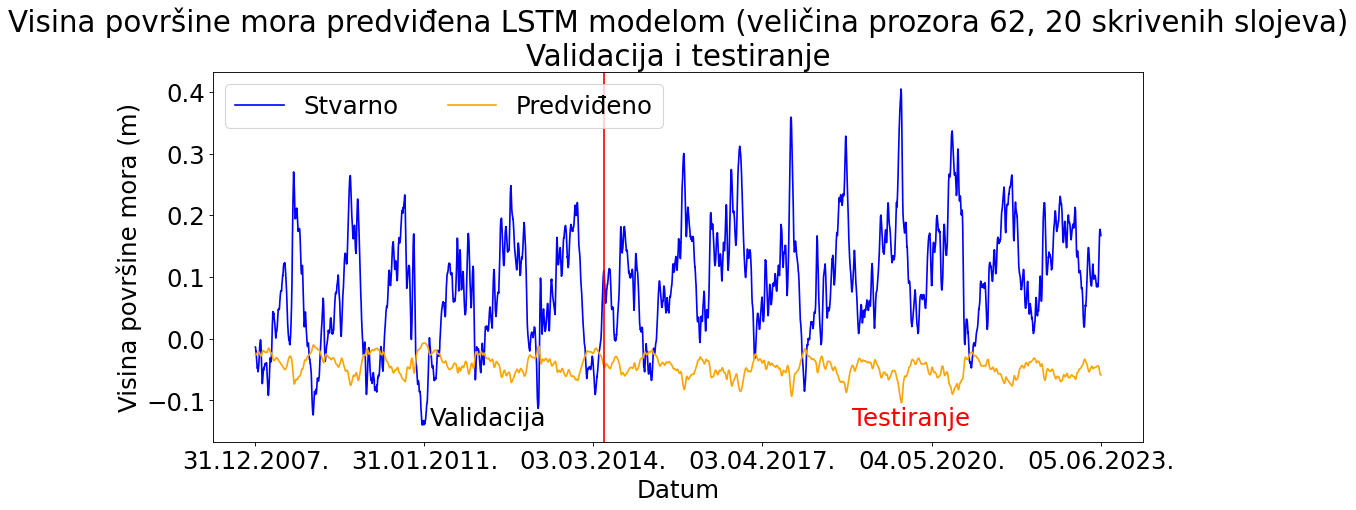 Visina površine mora predviđena LSTM modelom (veličina prozora 62, 20 skrivenih slojeva)
Validacija i testiranje
Stvarno
Predviđeno
Visina površine mora (m)
0.4
0.3
0.2
0.1
0.0
−0.1
Validacija
Testiranje
31.12.2007.
31.01.2011.
03.03.2014.
03.04.2017.
04.05.2020.
05.06.2023.
Datum